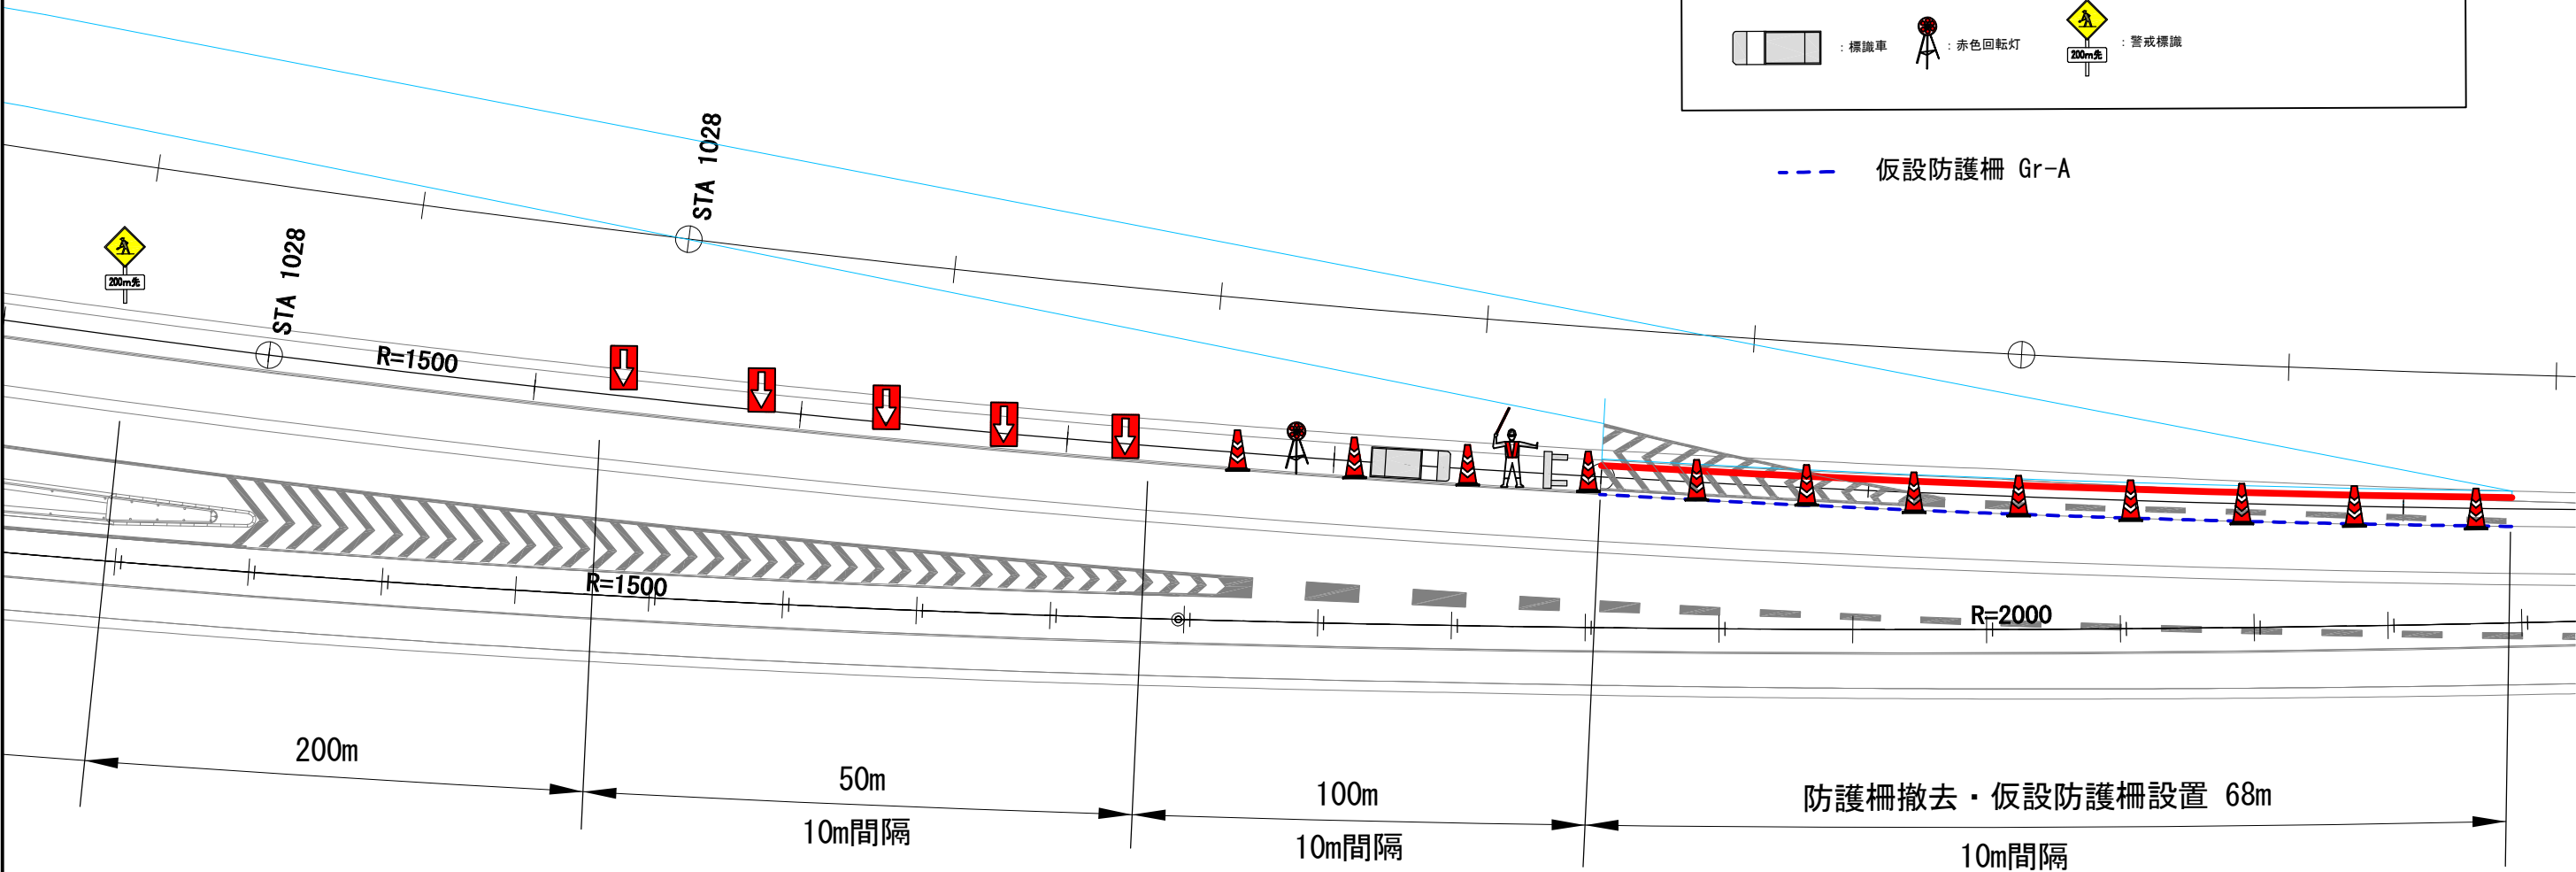 ：標識車
：赤色回転灯
200m先
：警戒標識
仮設防護柵 Gr-A
STA 1028
STA 1028
200m先
R=1500
R=1500
R=2000
200m
50m
10m間隔
100m
10m間隔
防護柵撤去・仮設防護柵設置 68m
10m間隔